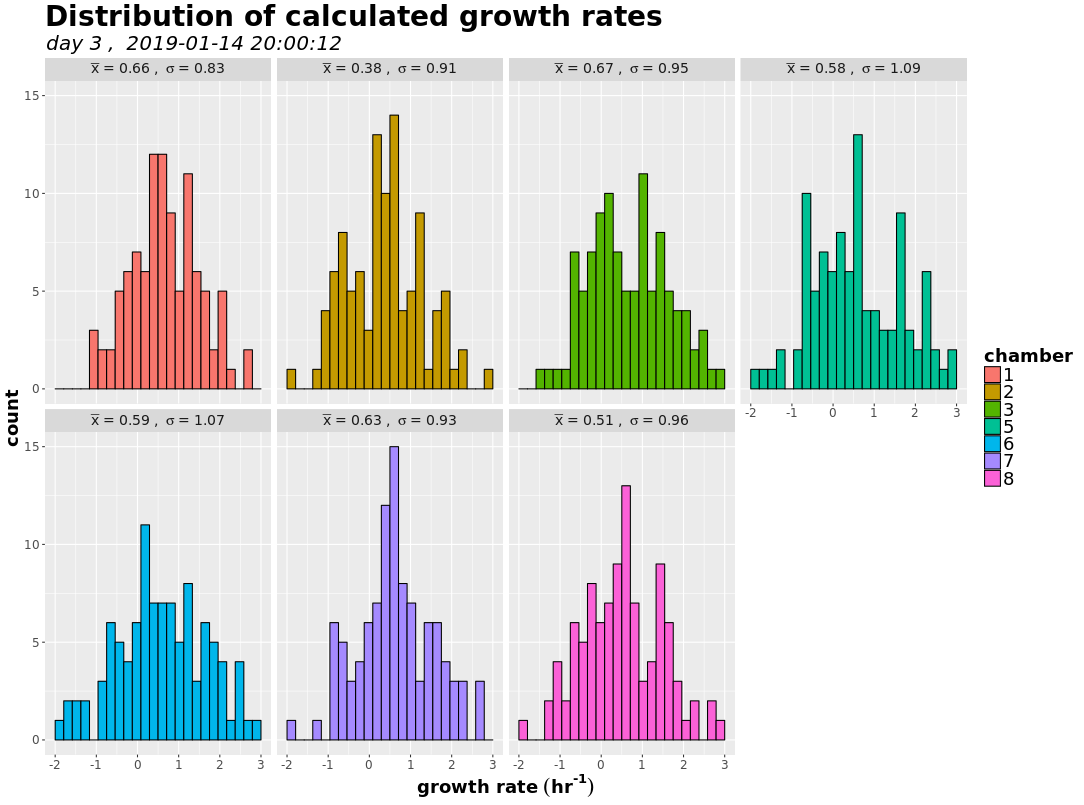 Distribution of calculated growth rates
day 3 , 2019-01-14 20:00:12
x̅ = 0.66 , σ = 0.83
x̅ = 0.38 , σ = 0.91
x̅ = 0.67 , σ = 0.95
x̅ = 0.58 , σ = 1.09
15
10
5
0
-2 -1 0 1 2 3
x̅ = 0.59 , σ = 1.07
x̅ = 0.63 , σ = 0.93
x̅ = 0.51 , σ = 0.96
15
10
5
0
-2 -1 0 1 2 3
-2 -1 0 1 2 3
-2 -1 0 1 2 3
count
growth rate (hr⁻¹)
chamber
1
2
3
5
6
7
8